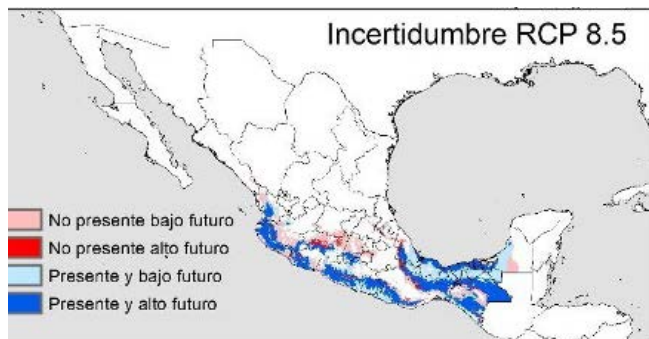 Incertidumbre RCP 8.5
No presente bajo futuro
No presente alto futuro
Presente y bajo futuro
Presente y alto futuro